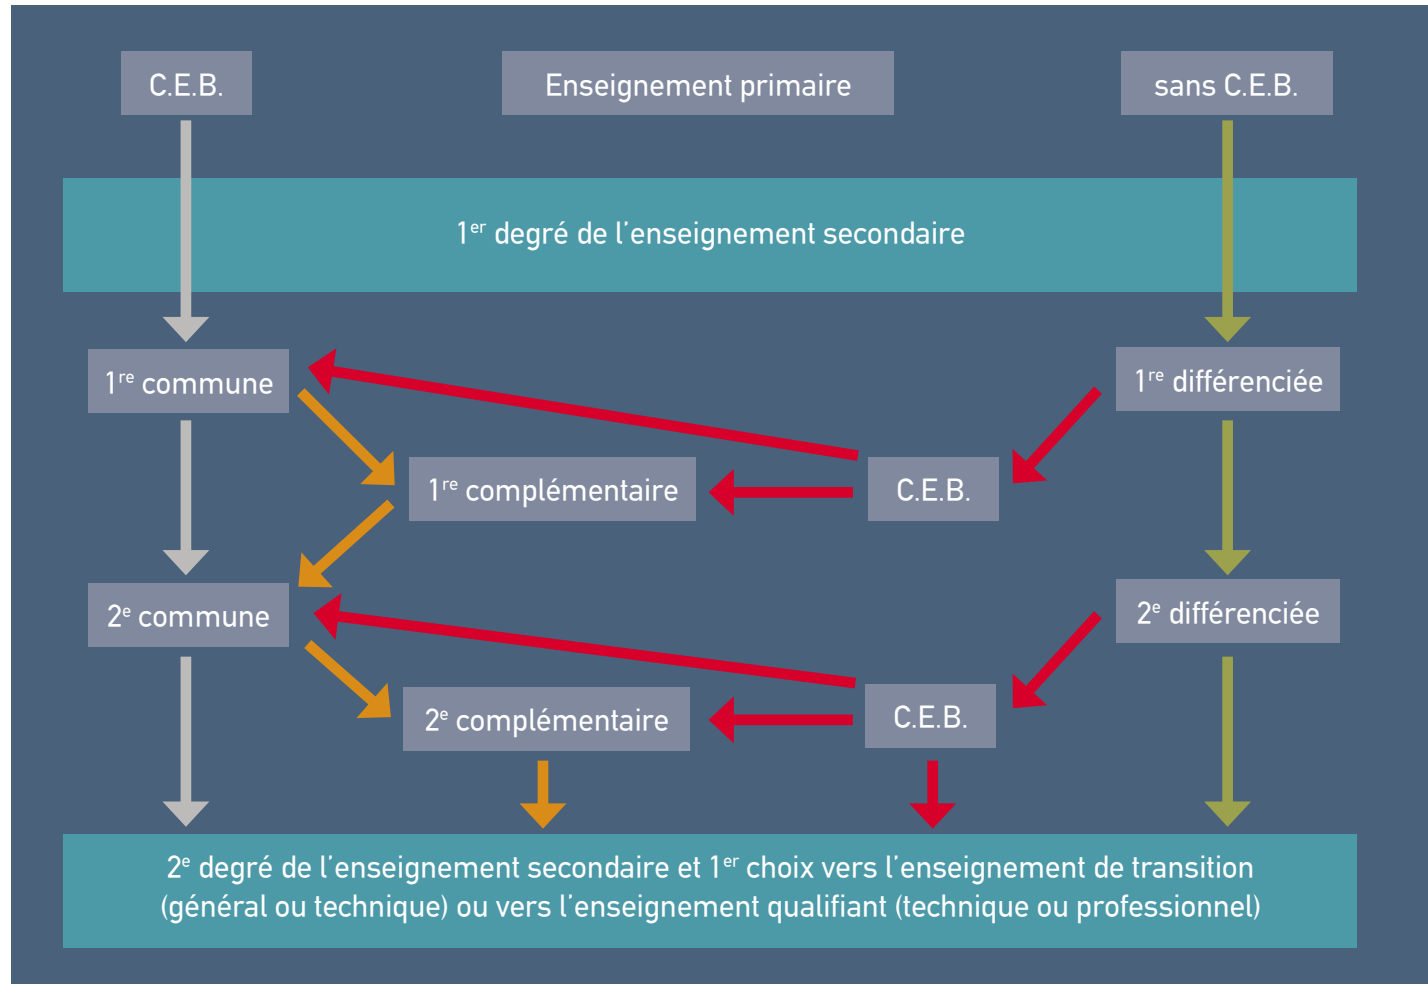 C.E.B.
Enseignement primaire
sans C.E.B.
1er degré de l'enseignement secondaire
1re commune
1re différenciée
1re complémentaire
C.E.B.
2e commune
2e différenciée
2e complémentaire
C.E.B.
2e degré de l'enseignement secondaire et 1er choix vers l'enseignement de transition
(général ou technique) ou vers l'enseignement qualifiant (technique ou professionnel)